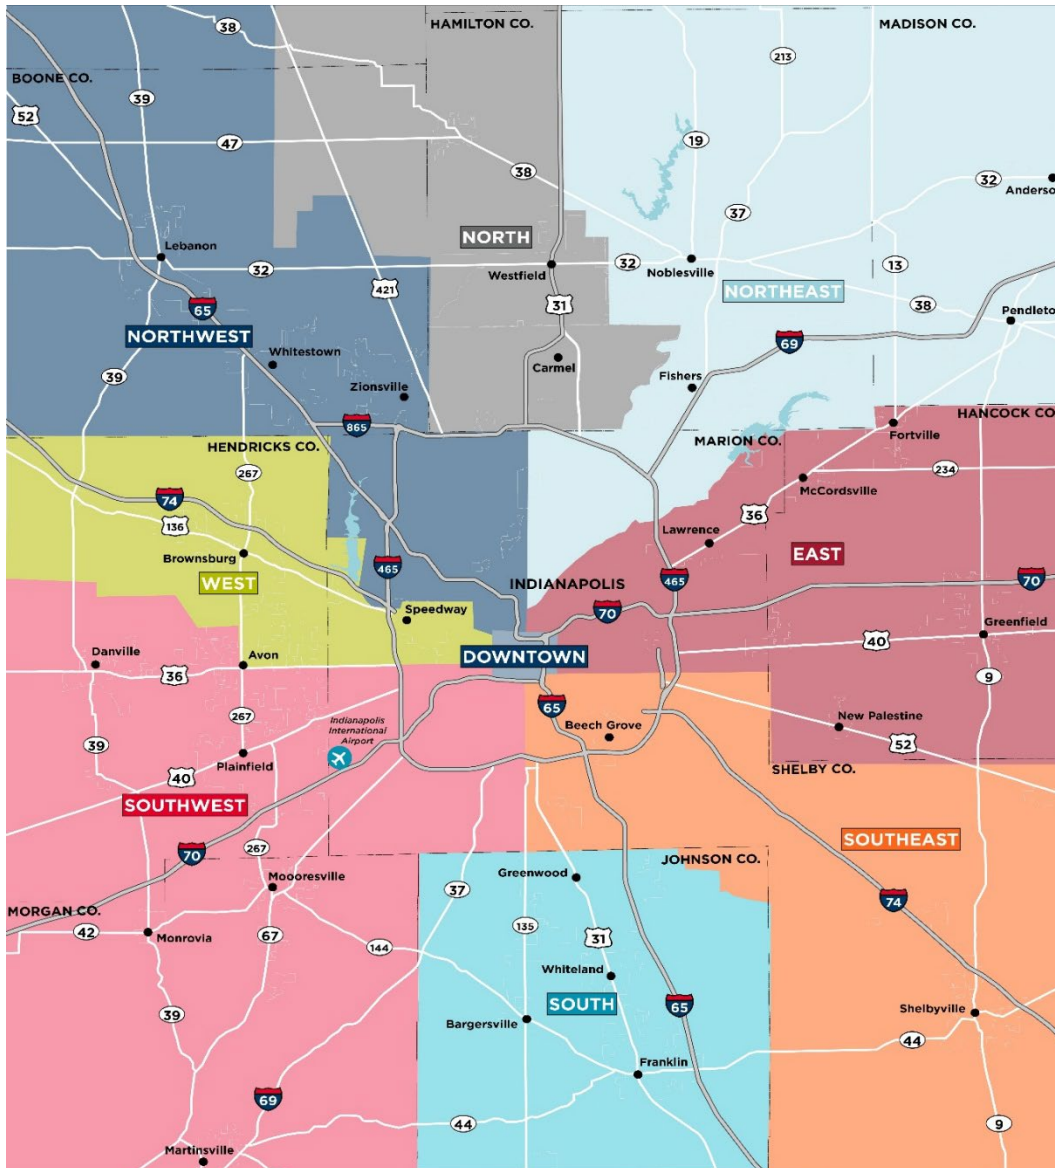 HAMILTON CO.
MADISON CO.
38
213
BOONE CO.
39
52
47
19
38
32
Anderso
37
NORTH
Lebanon
32
Westfield
32
Noblesville
13
421
NORTHEAST
65
31
38
Pendleto
NORTHWEST
69
Whitestown
Carmel
39
Zionsville
Fishers
HANCOCK CO
865
Fortville
HENDRICKS CO.
MARION CO.
267
234
74
McCordsville
136
36
Lawrence
Brownsburg
EAST
465
WEST
INDIANAPOLIS
465
70
70
Speedway
Greenfield
40
Danville
Avon
DOWNTOWN
36
9
65
267
Indianapolis
International
Airport
Beech Grove
New Palestine
39
52
Plainfield
40
SHELBY CO.
SOUTHWEST
SOUTHEAST
70
267
JOHNSON CO.
Moooresville
37
Greenwood
74
MORGAN CO.
42
Monrovia
67
144
135
31
Whiteland
SOUTH
65
Shelbyville
39
Bargersville
44
Franklin
69
44
9
Martinsville